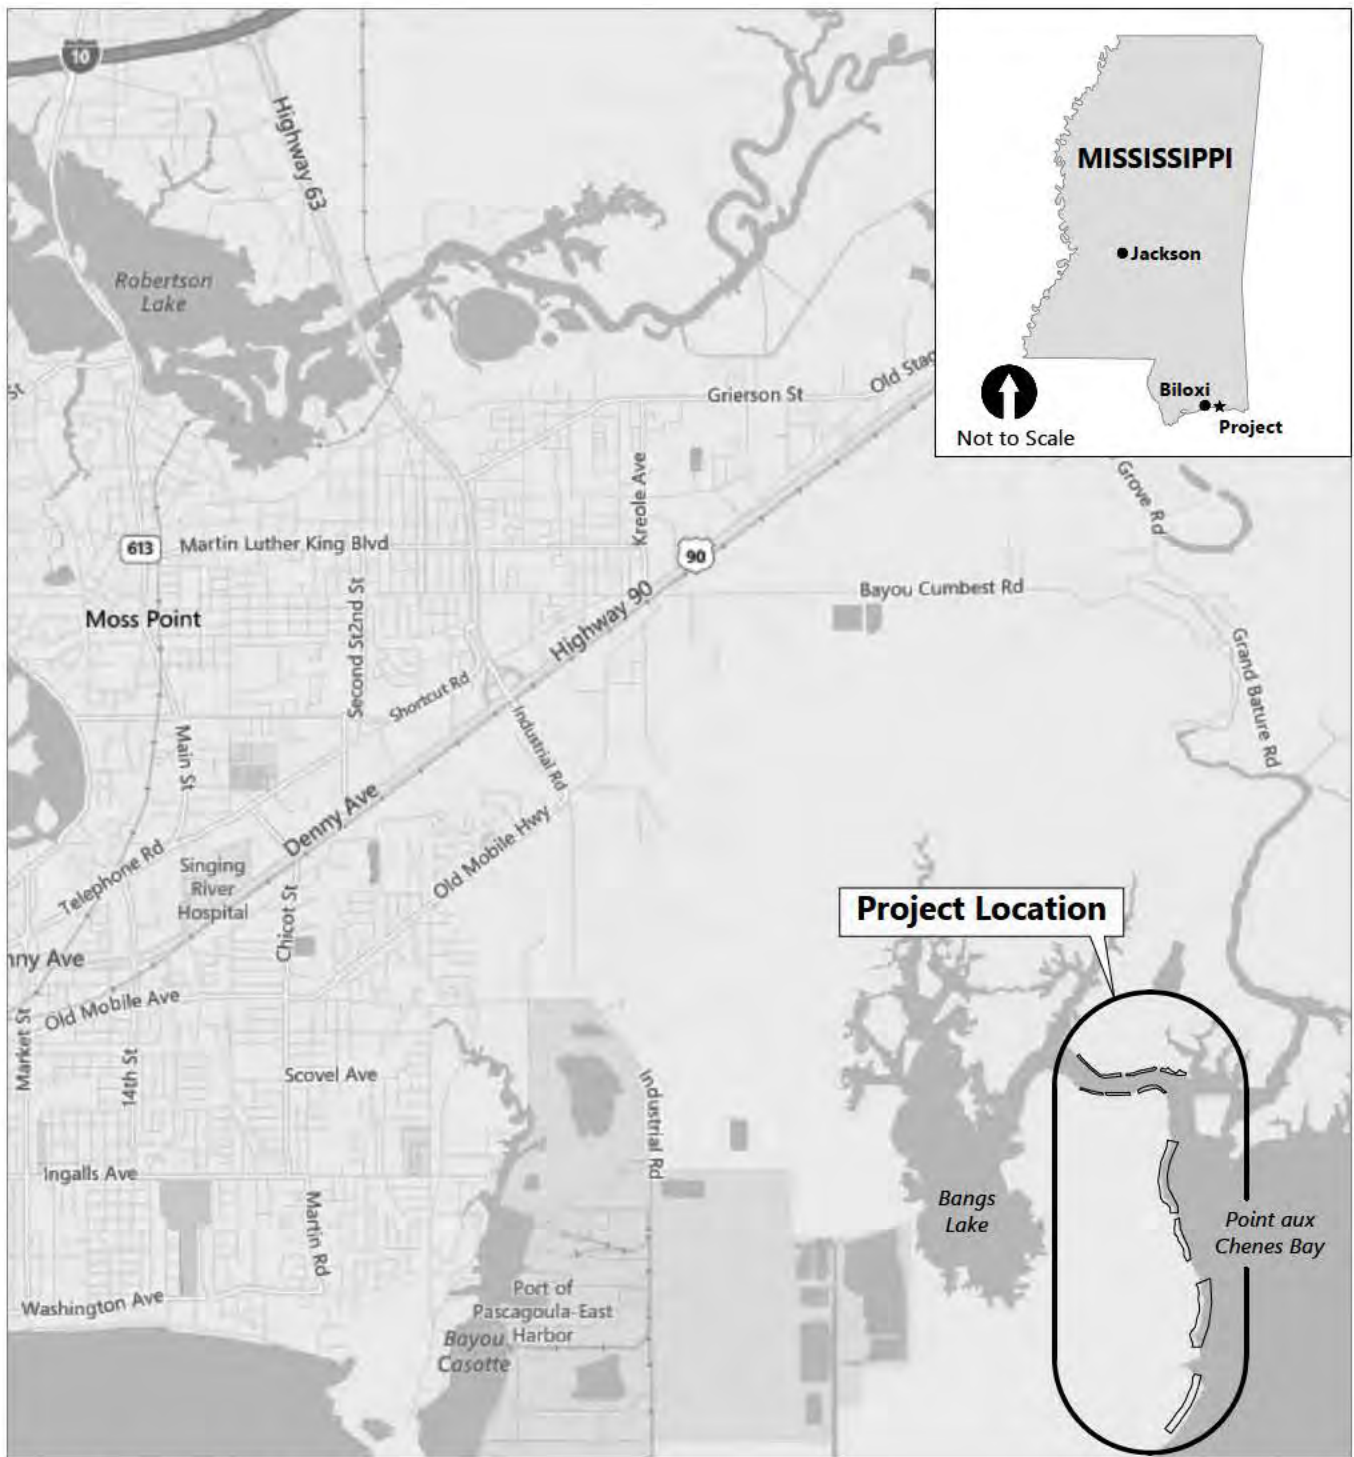 10
Highway 63
MISSISSIPPI
Jackson
Biloxi
Project
Not to Scale
Robertson
Lake
St
Grierson St
Old Stag
Kreole Ave
Grove Rd
613
Martin Luther King Blvd
90
Highway 90
Bayou Cumbest Rd
Moss Point
Second St2nd St
Grand Bature Rd
Shortcut Rd
Industrial Rd
Main St
Denny Ave
Old Mobile Hwy
Telephone Rd
Singing
River
Hospital
Chicot St
Project Location
nny Ave
Old Mobile Ave
Market St
14th St
Scovel Ave
Industrial Rd
Ingalls Ave
Martin Rd
Bangs
Lake
Point aux
Chenes Bay
Washington Ave
Port of
Pascagoula-East
Harbor
Bayou
Casotte